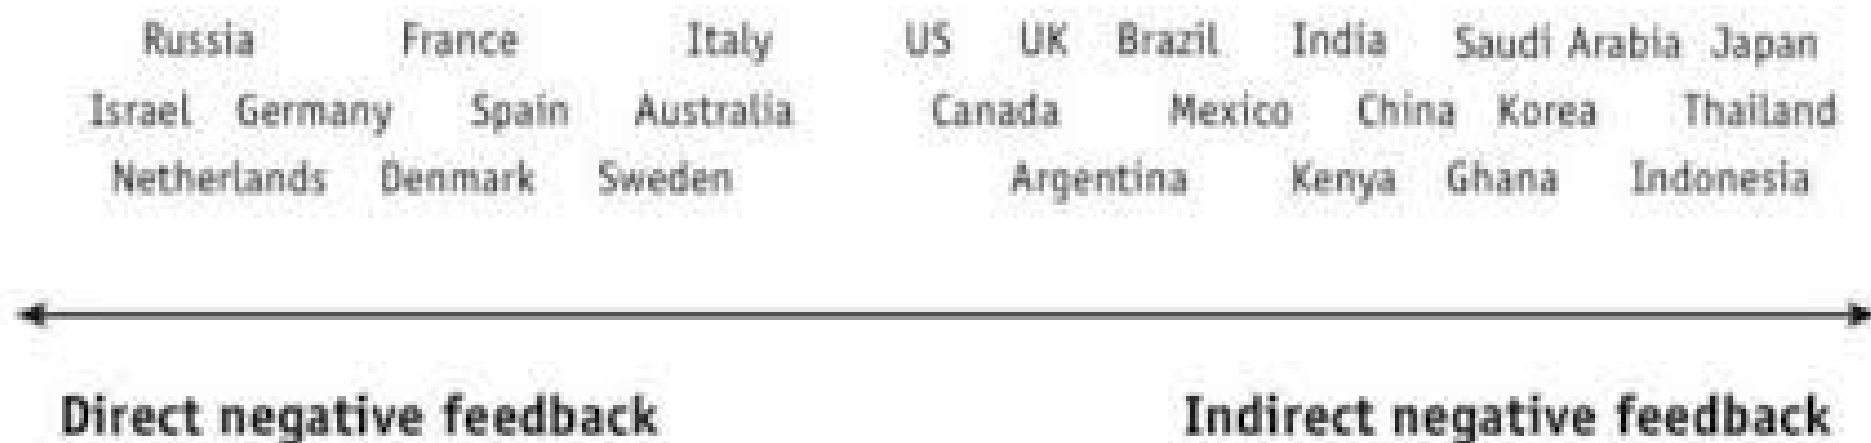 Russia France Italy US UK Brazil India Saudi Arabia Japan
Israel Germany Spain Australia Canada Mexico China Korea Thailand
Netherlands Denmark Sweden Argentina Kenya Ghana Indonesia
Direct negative feedback Indirect negative feedback